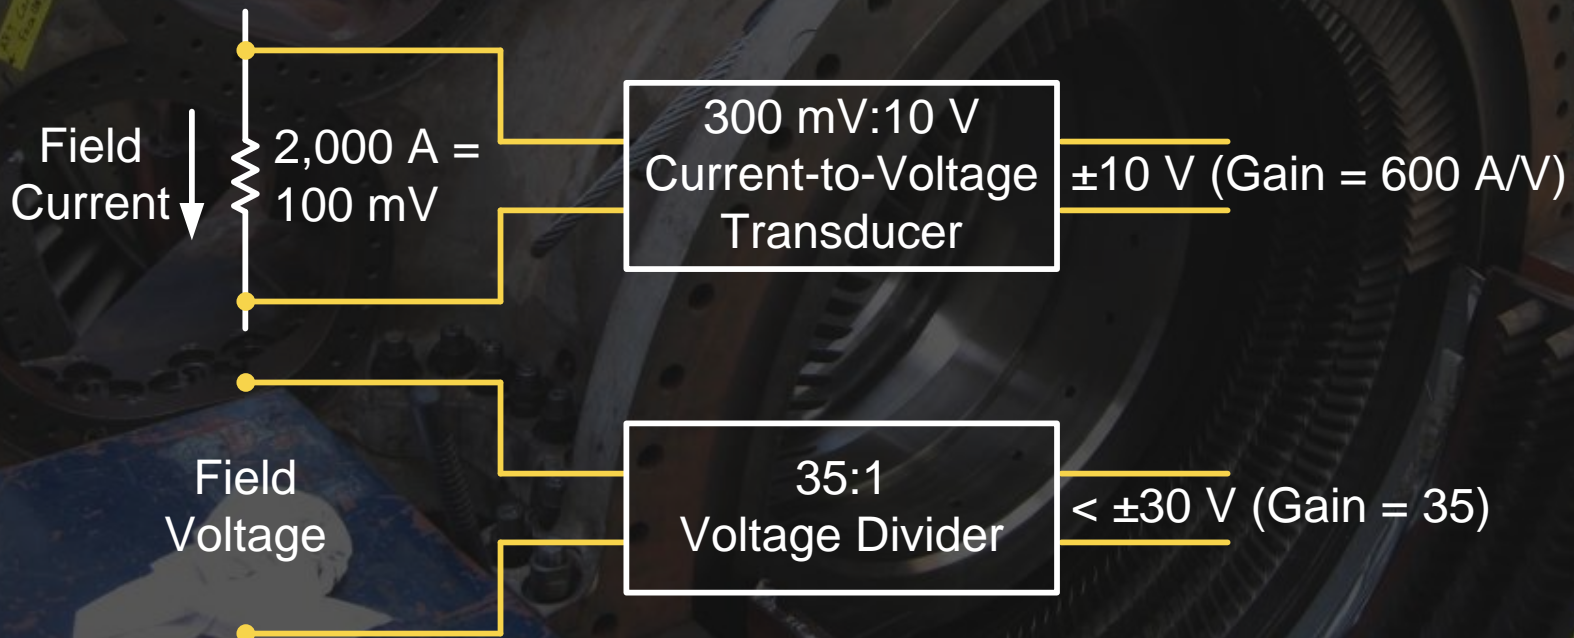 Field
Current
2,000 A =
100 mV
300 mV:10 V
Current-to-Voltage
Transducer
±10 V (Gain = 600 A/V)
Field
Voltage
35:1
Voltage Divider
< ±30 V (Gain = 35)